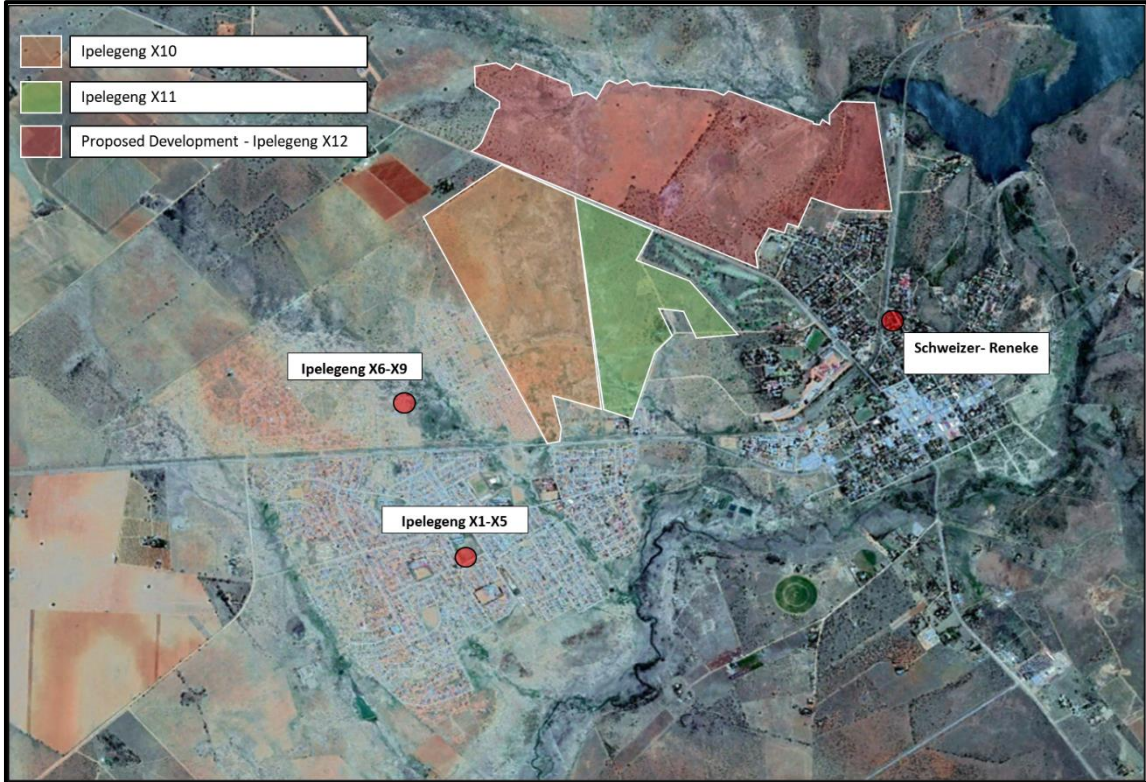 Ipelegeng X10
Ipelegeng X11
Proposed Development - Ipelegeng X12
Schweizer- Reneke
Ipelegeng X6-X9
Ipelegeng X1-X5